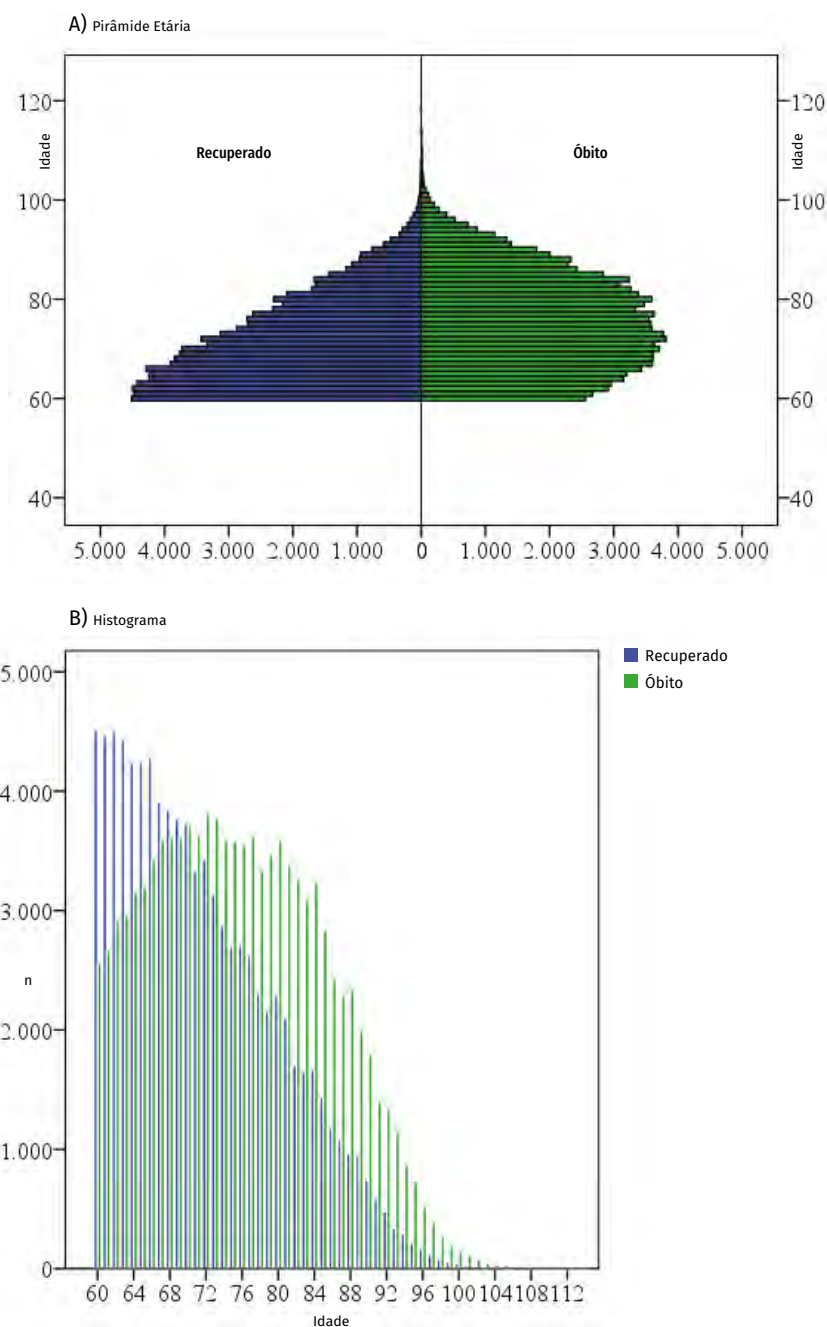 A) Pirâmide Etária
120 120
Idade Idade
Recuperado Óbito
100 100
80 80
60 60
40 40
5.000 4.000 3.000 2.000 1.000 0 1.000 2.000 3.000 4.000 5.000
B) Histograma
Recuperado
Óbito
5.000
4.000
3.000
n
2.000
1.000
0
60 64 68 72 76 80 84 88 92 96 100 104 108 112
Idade